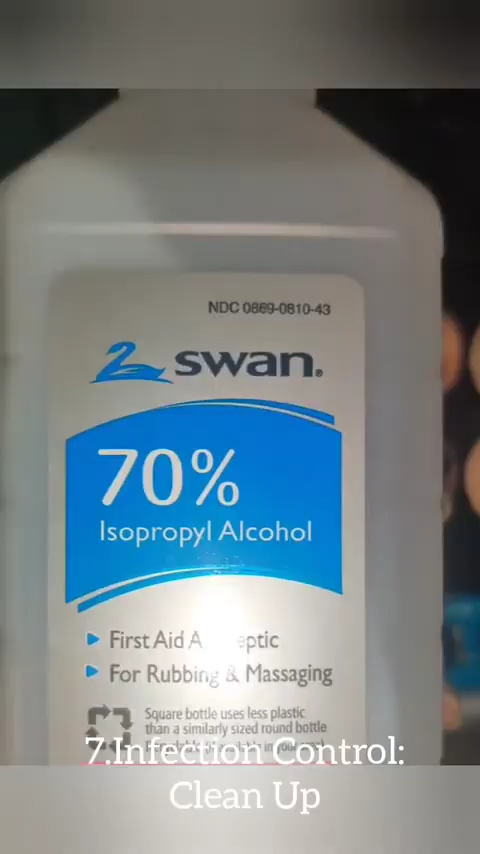 NDC 0869-0810-43
swan®
70%
Isopropyl Alcohol
First Aid A eptic
For Rubbing & Massaging
Square bottle uses less plastic
than a similarly sized round bottle
7.Infection Control:
Clean Up